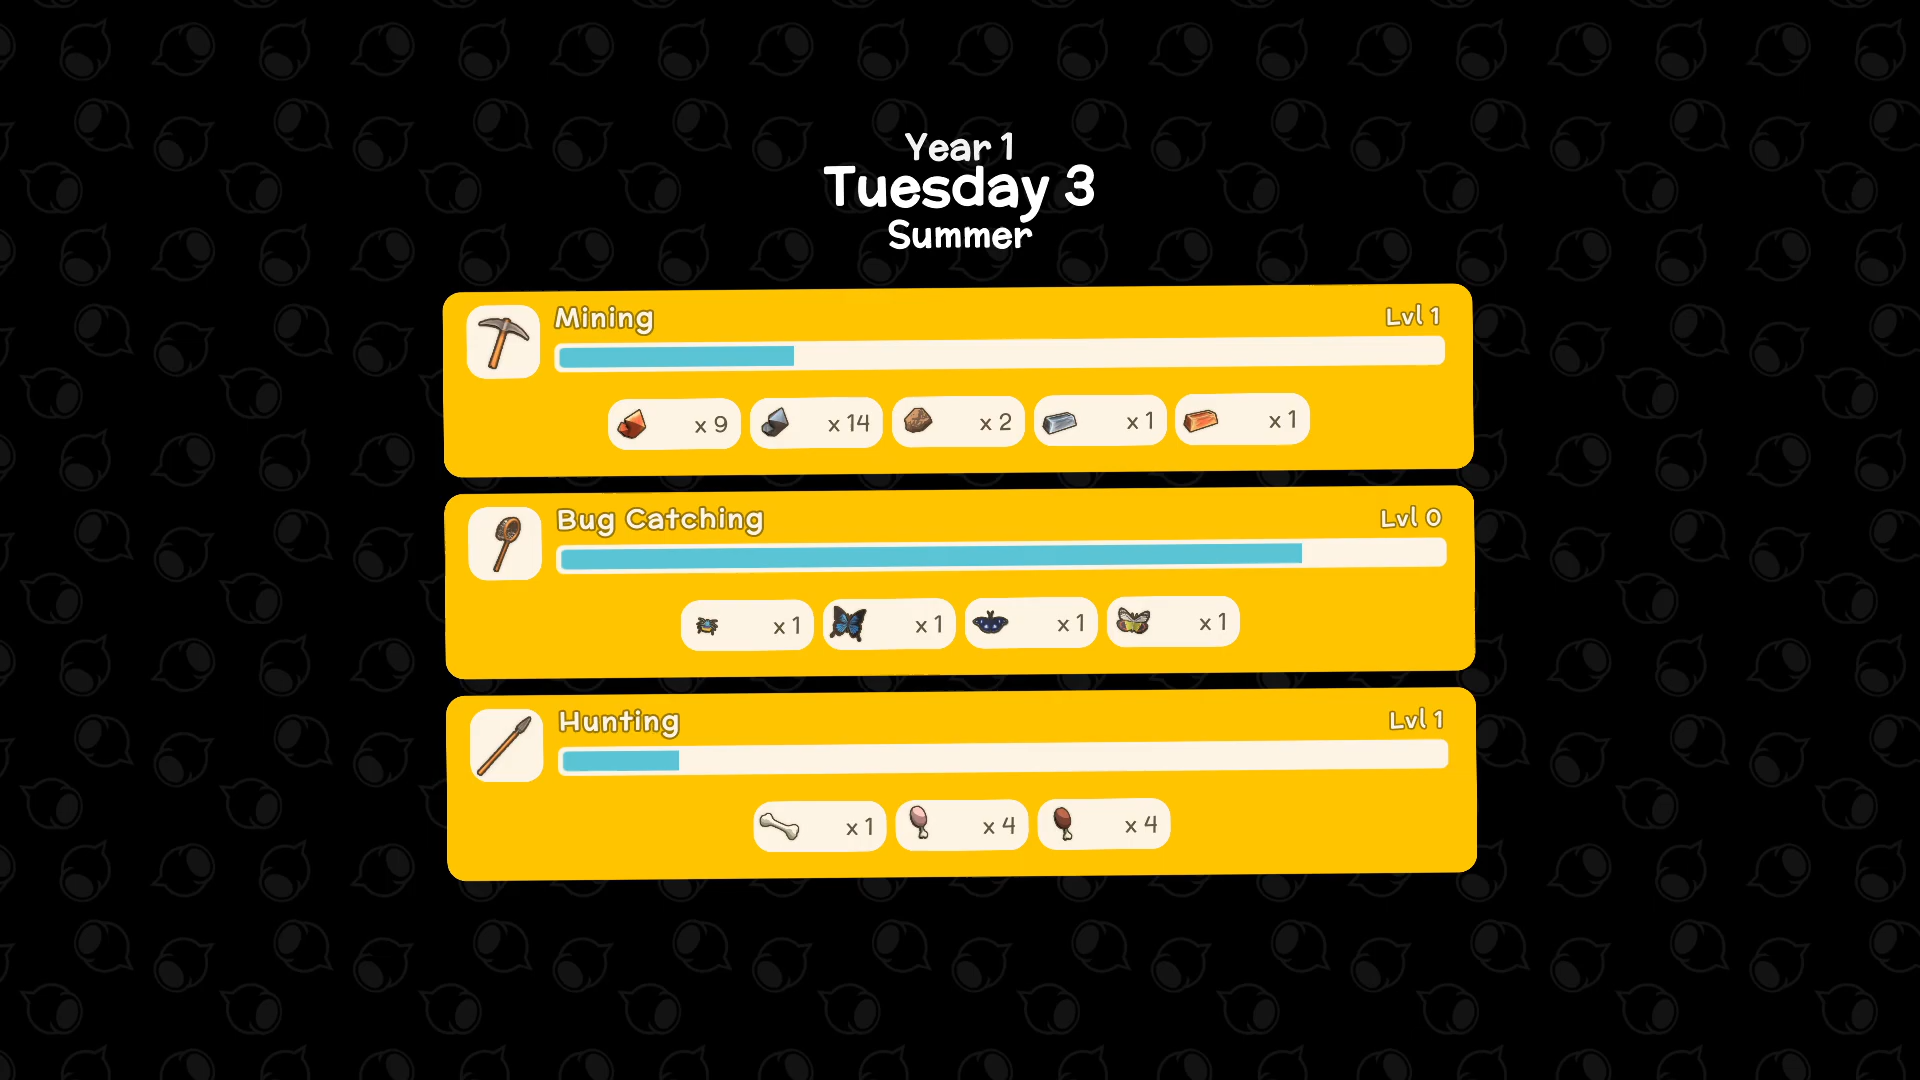 Year 1
Tuesday 3
Summer
Mining Lvl 1
x 9 x 14 x 2 x 1 x 1
Bug Catching Lvl 0
x 1 x 1 x 1 x 1
Hunting Lvl 1
x 1 x 4 x 4